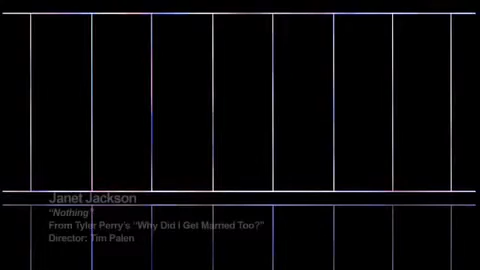 Janet Jackson
“Nothing”
From Tyler Perry's “Why Did I Get Married Too?”
Director: Tim Palen